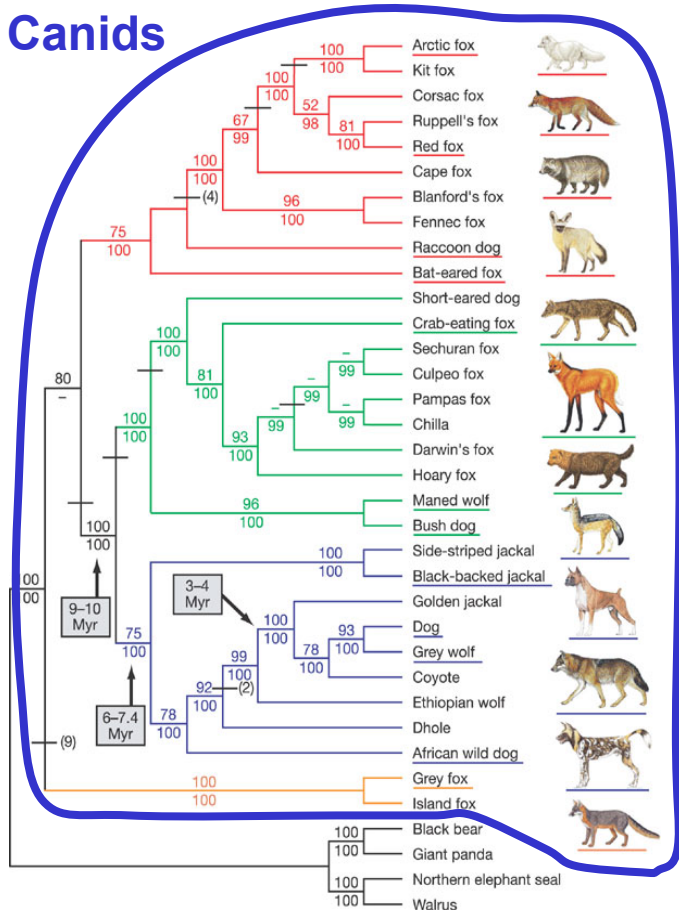 Canids
100
100
Arctic fox
Kit fox
100
100
52
98
Corsac fox
81
100
Ruppell's fox
Red fox
67
99
Cape fox
100
100
(4)
96
100
Blanford's fox
Fennec fox
75
100
Raccoon dog
Bat-eared fox
Short-eared dog
100
100
Crab-eating fox
81
100
Sechuran fox
–
99
Culpeo fox
–
99
Pampas fox
–
99
–
99
Chilla
93
100
Darwin's fox
Hoary fox
80
–
100
100
96
100
Maned wolf
Bush dog
100
100
Side-striped jackal
100
100
Black-backed jackal
9–10
Myr
3–4
Myr
Golden jackal
100
100
93
100
Dog
78
100
Grey wolf
Coyote
75
100
99
100
(2)
92
100
Ethiopian wolf
6–7.4
Myr
78
100
Dhole
African wild dog
(9)
100
100
Grey fox
Island fox
100
100
Black bear
Giant panda
100
100
Northern elephant seal
Walrus